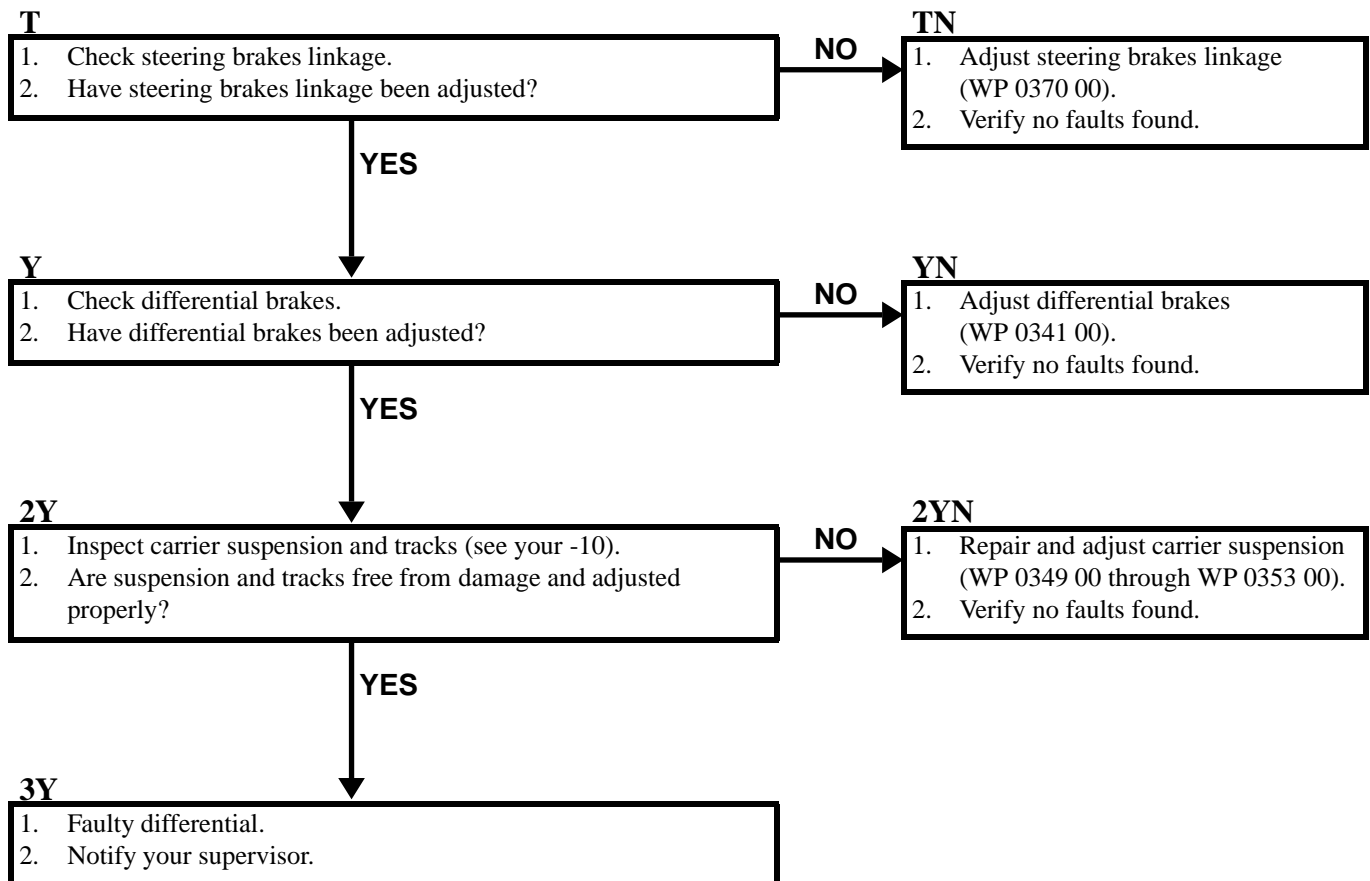 T
1. Check steering brakes linkage.
2. Have steering brakes linkage been adjusted?
NO
TN
1. Adjust steering brakes linkage
(WP 0370 00).
2. Verify no faults found.
YES
Y
1. Check differential brakes.
2. Have differential brakes been adjusted?
NO
YN
1. Adjust differential brakes
(WP 0341 00).
2. Verify no faults found.
YES
2Y
1. Inspect carrier suspension and tracks (see your -10).
2. Are suspension and tracks free from damage and adjusted
properly?
NO
2YN
1. Repair and adjust carrier suspension
(WP 0349 00 through WP 0353 00).
2. Verify no faults found.
YES
3Y
1. Faulty differential.
2. Notify your supervisor.